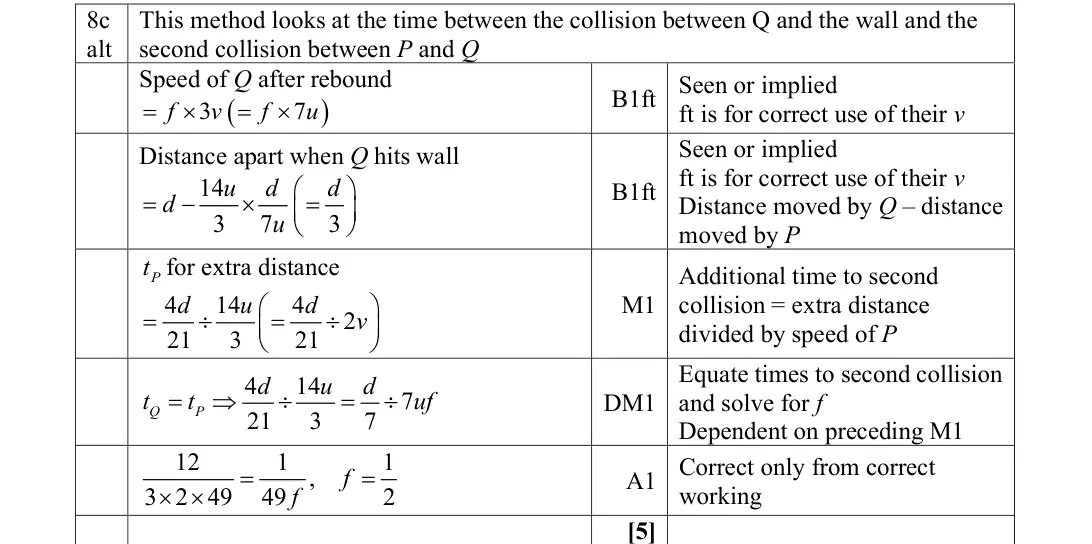 8c This method looks at the time between the collision between Q and the wall and the
alt second collision between P and Q
Speed of Q after rebound
= f × 3v (= f × 7u)
B1ft
Seen or implied
ft is for correct use of their v
Distance apart when Q hits wall
= d − 14u/3 × d/7u (= d/3)
B1ft
Seen or implied
ft is for correct use of their v
Distance moved by Q – distance
moved by P
t_P for extra distance
= 4d/21 ÷ 14u/3 (= 4d/21 ÷ 2v)
M1
Additional time to second
collision = extra distance
divided by speed of P
t_Q = t_P ⇒ 4d/21 ÷ 14u/3 = d/7 ÷ 7uf
DM1
Equate times to second collision
and solve for f
Dependent on preceding M1
12/(3×2×49) = 1/49f, f = 1/2
A1
Correct only from correct
working
[5]